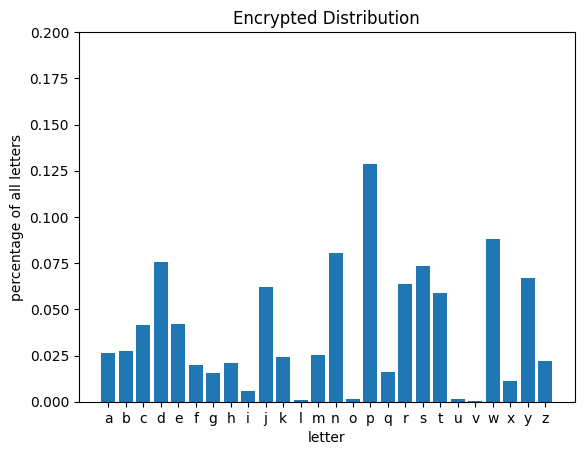 Encrypted Distribution
percentage of all letters
0.200
0.175
0.150
0.125
0.100
0.075
0.050
0.025
0.000
a b c d e f g h i j k l m n o p q r s t u v w x y z
letter